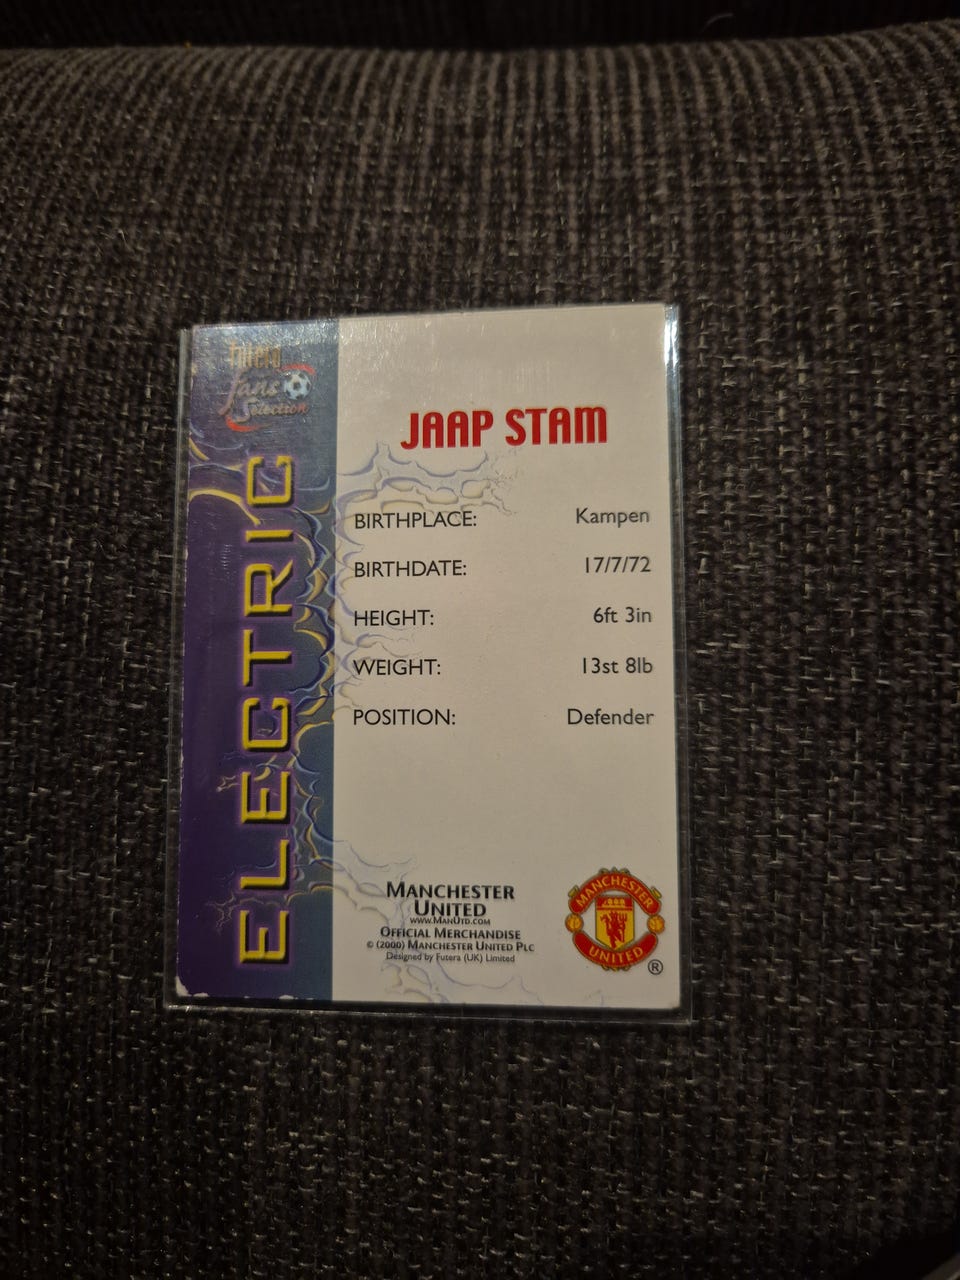 futera
fans
Selection
ELECTRIC
JAAP STAM
BIRTHPLACE: Kampen
BIRTHDATE: 17/7/72
HEIGHT: 6ft 3in
WEIGHT: 13st 8lb
POSITION: Defender
MANCHESTER
UNITED
WWW.MANUTD.COM
OFFICIAL MERCHANDISE
© (2000) MANCHESTER UNITED PLC
Designed by Futera (UK) Limited
MANCHESTER
UNITED
®